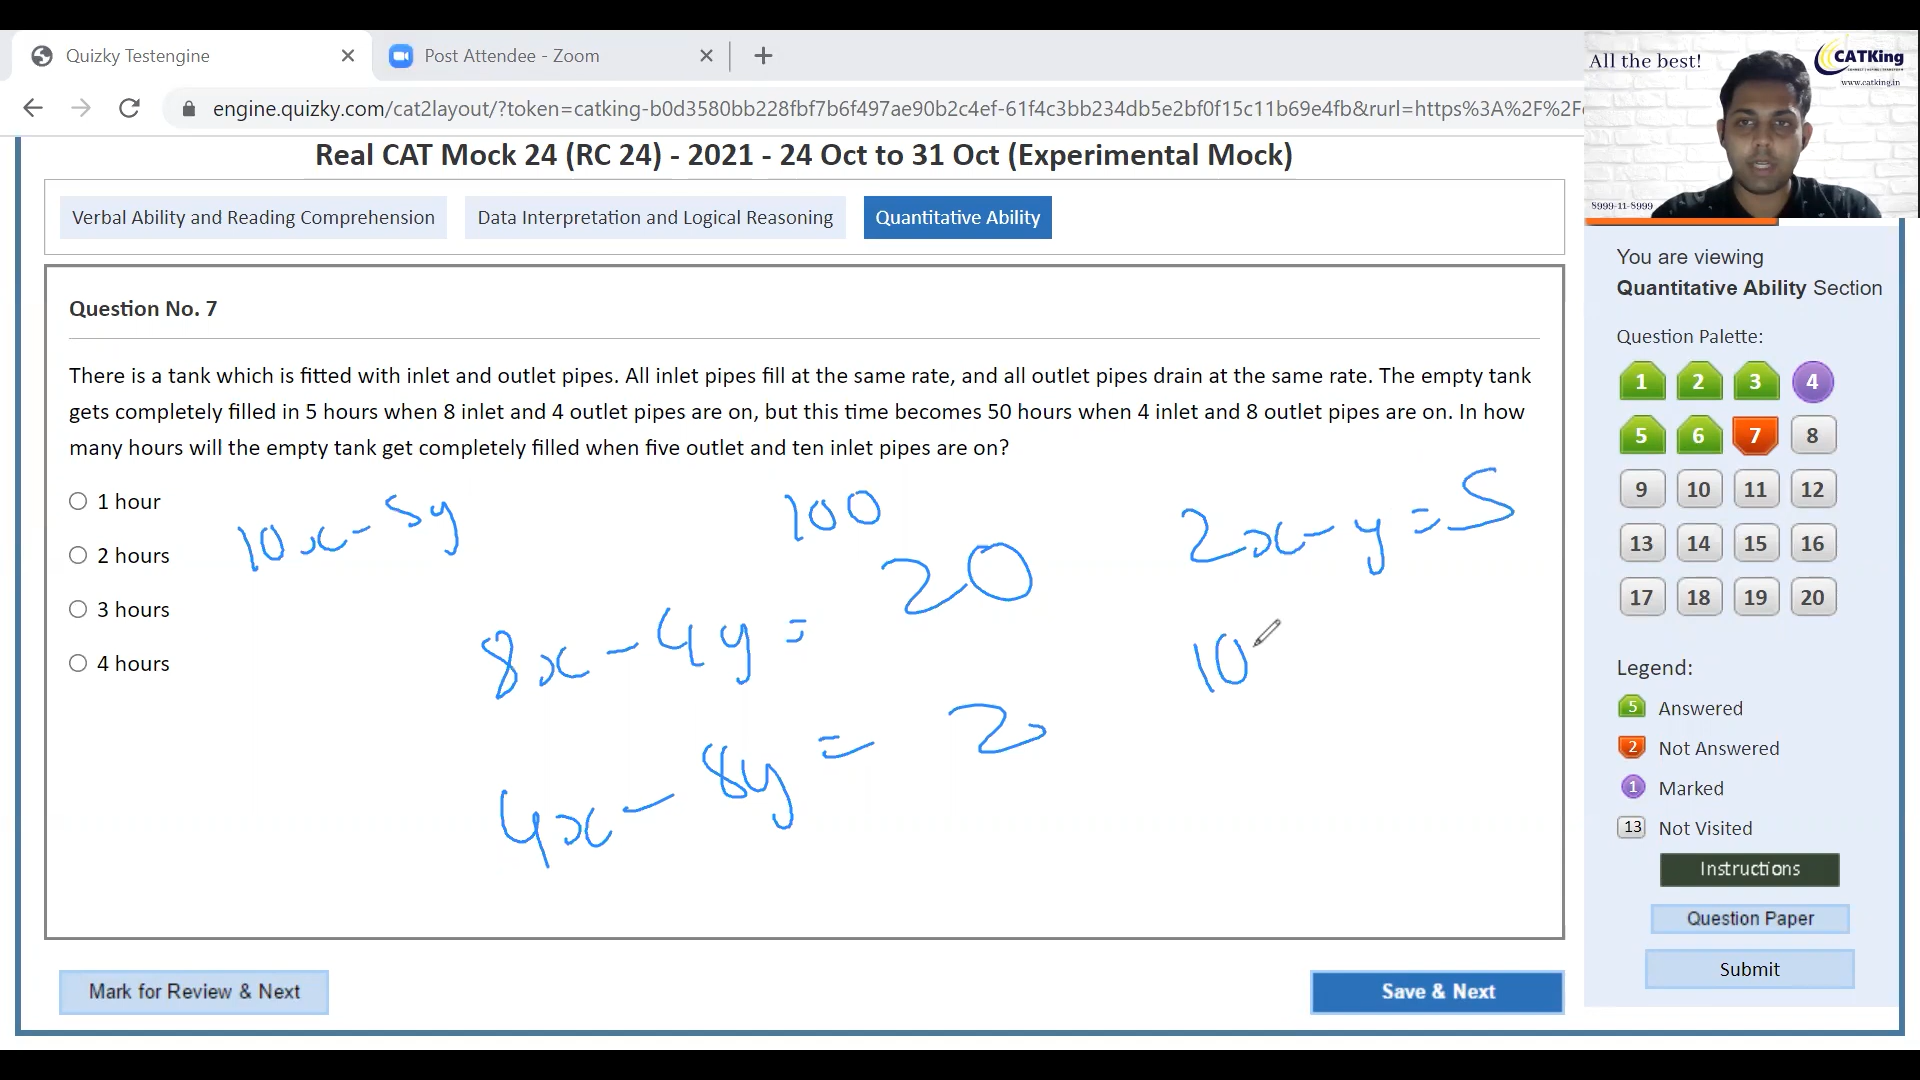 Quizky Testengine
Post Attendee - Zoom
engine.quizky.com/cat2layout/?token=catking-b0d3580bb228fbf7b6f497ae90b2c4ef-61f4c3bb234db5e2bf0f15c11b69e4fb&rurl=https%3A%2F%2F
All the best!
CATKing
www.catking.in
8999-11-8999
Real CAT Mock 24 (RC 24) - 2021 - 24 Oct to 31 Oct (Experimental Mock)
Verbal Ability and Reading Comprehension
Data Interpretation and Logical Reasoning
Quantitative Ability
Question No. 7
There is a tank which is fitted with inlet and outlet pipes. All inlet pipes fill at the same rate, and all outlet pipes drain at the same rate. The empty tank
gets completely filled in 5 hours when 8 inlet and 4 outlet pipes are on, but this time becomes 50 hours when 4 inlet and 8 outlet pipes are on. In how
many hours will the empty tank get completely filled when five outlet and ten inlet pipes are on?
1 hour
2 hours
3 hours
4 hours
10x - 5y
100
8x - 4y = 20
4x - 8y = 2
2x - y = 5
10
Mark for Review & Next
Save & Next
You are viewing
Quantitative Ability Section
Question Palette:
1 2 3 4
5 6 7 8
9 10 11 12
13 14 15 16
17 18 19 20
Legend:
5 Answered
2 Not Answered
1 Marked
13 Not Visited
Instructions
Question Paper
Submit